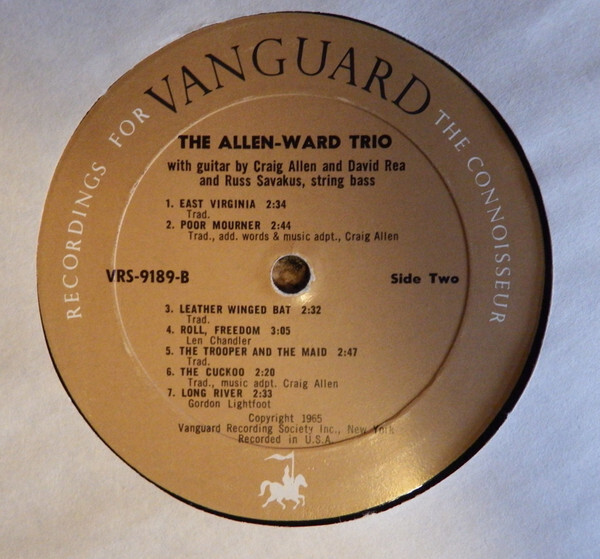 RECORDINGS FOR VANGUARD THE CONNOISSEUR
THE ALLEN-WARD TRIO
with guitar by Craig Allen and David Rea
and Russ Savakus, string bass
1. EAST VIRGINIA 2:34
Trad.
2. POOR MOURNER 2:44
Trad., add. words & music adpt., Craig Allen
VRS-9189-B Side Two
3. LEATHER WINGED BAT 2:32
Trad.
4. ROLL, FREEDOM 3:05
Len Chandler
5. THE TROOPER AND THE MAID 2:47
Trad.
6. THE CUCKOO 2:20
Trad., music adpt. Craig Allen
7. LONG RIVER 2:33
Gordon Lightfoot
Copyright 1965
Vanguard Recording Society Inc., New York
Recorded in U.S.A.